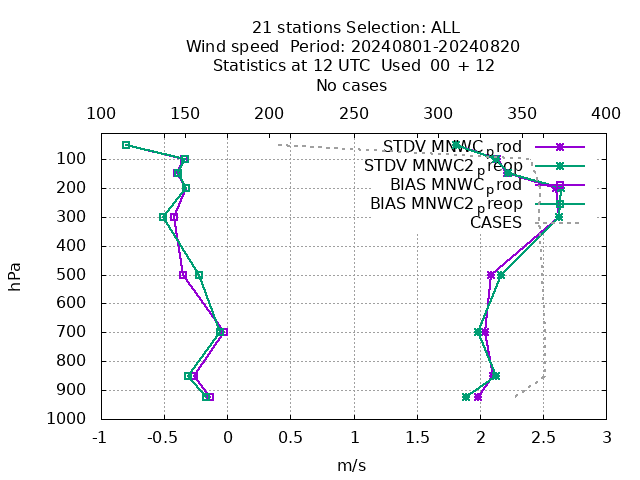 21 stations Selection: ALL
Wind speed  Period: 20240801-20240820
Statistics at 12 UTC  Used  00 + 12
No cases
100 150 200 250 300 350 400
STDV MNWC_prod
STDV MNWC2_preop
BIAS MNWC_prod
BIAS MNWC2_preop
CASES
hPa
100
200
300
400
500
600
700
800
900
1000
-1 -0.5 0 0.5 1 1.5 2 2.5 3
m/s